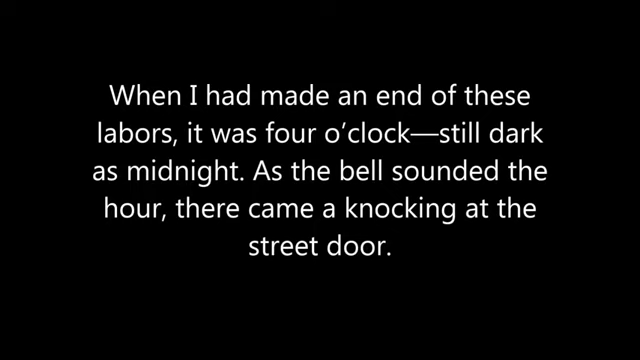 When I had made an end of these
labors, it was four o’clock—still dark
as midnight. As the bell sounded the
hour, there came a knocking at the
street door.